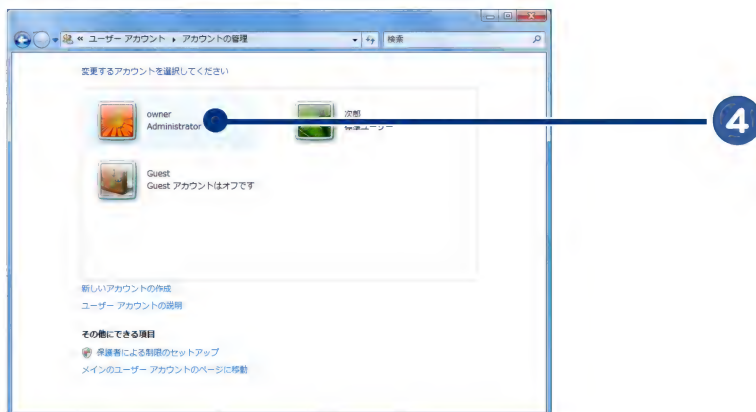 « ユーザー アカウント ▸ アカウントの管理
検索
変更するアカウントを選択してください
owner
Administrator
次郎
標準ユーザー
Guest
Guest アカウントはオフです
新しいアカウントの作成
ユーザー アカウントの説明
その他にできる項目
保護者による制限のセットアップ
メインのユーザー アカウントのページに移動
4